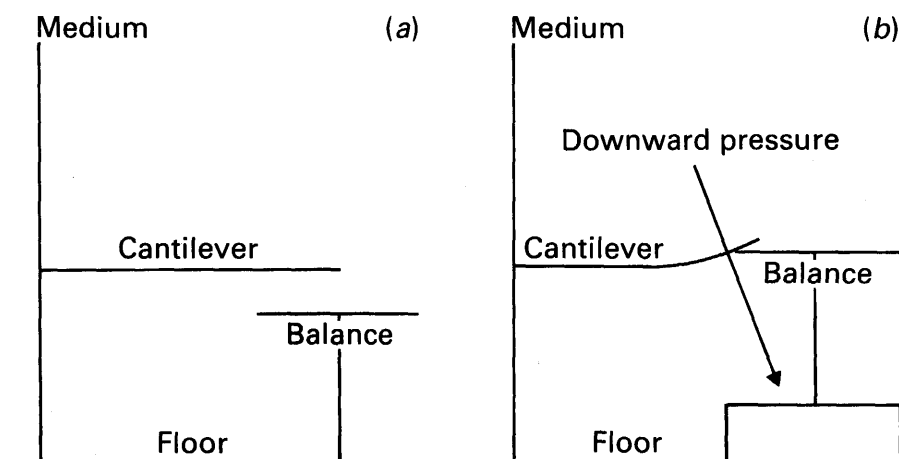 Medium (a)
Cantilever
Balance
Floor
Medium (b)
Downward pressure
Cantilever
Balance
Floor